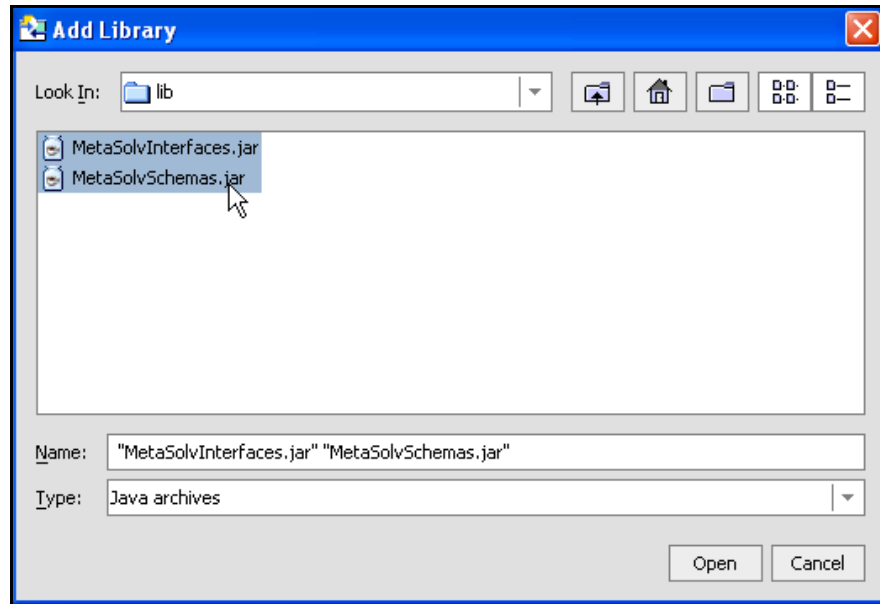 Add Library
Look In: lib
MetaSolvInterfaces.jar
MetaSolvSchemas.jar
Name: "MetaSolvInterfaces.jar" "MetaSolvSchemas.jar"
Type: Java archives
Open Cancel